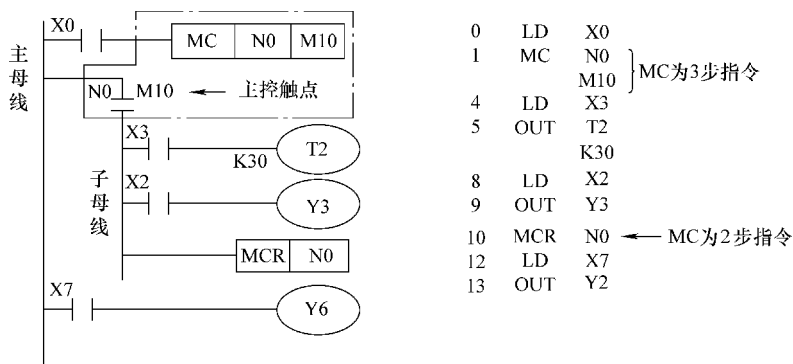 X0
MC N0 M10
主母线
N0 M10 ← 主控触点
X3
K30 T2
子母线
X2
Y3
MCR N0
X7
Y6
0 LD X0
1 MC N0
M10
MC为3步指令
4 LD X3
5 OUT T2
K30
8 LD X2
9 OUT Y3
10 MCR N0 ← MC为2步指令
12 LD X7
13 OUT Y2